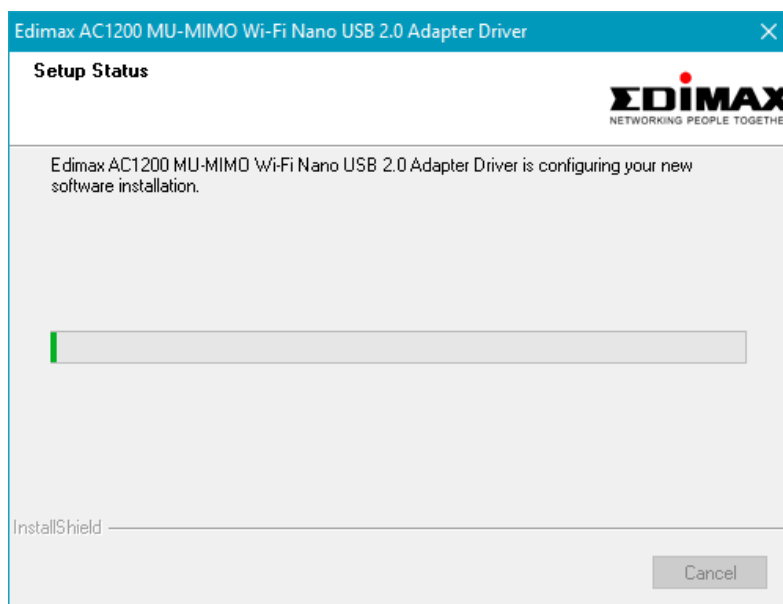 Edimax AC1200 MU-MIMO Wi-Fi Nano USB 2.0 Adapter Driver
Setup Status
EDIMAX
NETWORKING PEOPLE TOGETHE
Edimax AC1200 MU-MIMO Wi-Fi Nano USB 2.0 Adapter Driver is configuring your new
software installation.
InstallShield
Cancel